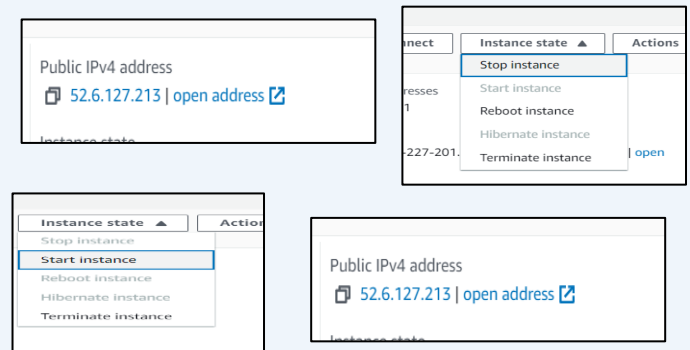 Public IPv4 address
52.6.127.213 | open address
Instance state
nnect Instance state ▲ Actions
Stop instance
resses Start instance
1 Reboot instance
Hibernate instance
-227-201. Terminate instance | open
Instance state ▲ Action
Stop instance
Start instance
Reboot instance
Hibernate instance
Terminate instance
Public IPv4 address
52.6.127.213 | open address
Instance state